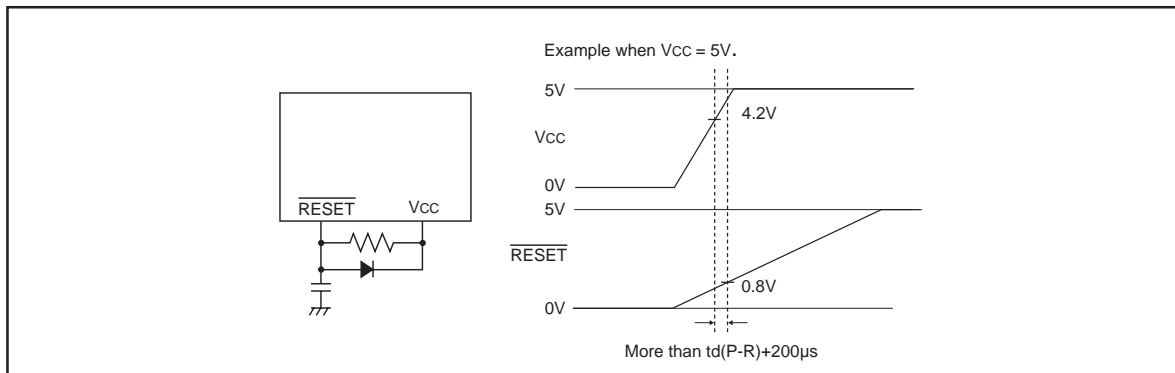 Example when VCC = 5V.
5V
4.2V
VCC
0V
RESET VCC
5V
RESET
0.8V
0V
More than td(P-R)+200µs